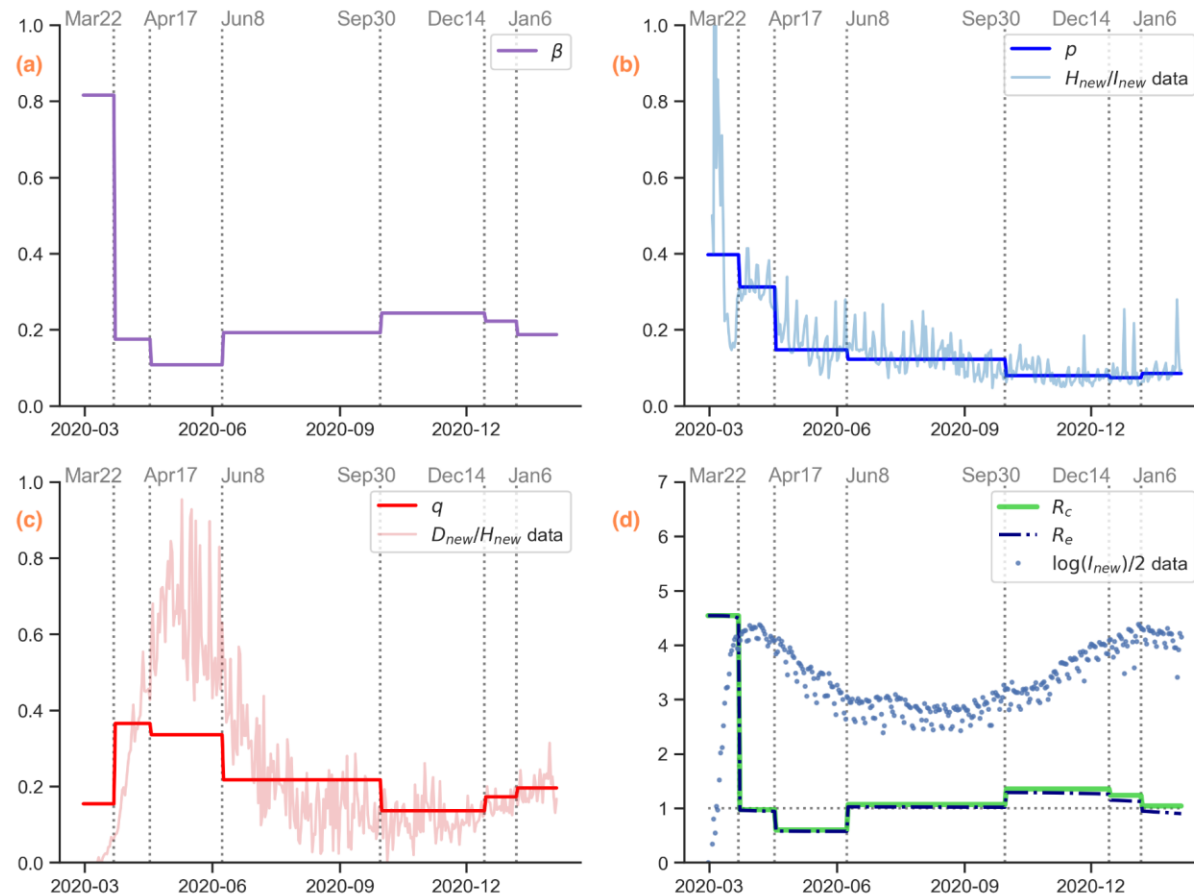 Mar22 Apr17 Jun8 Sep30 Dec14 Jan6
(a)
β
1.0
0.8
0.6
0.4
0.2
0.0
2020-03 2020-06 2020-09 2020-12
Mar22 Apr17 Jun8 Sep30 Dec14 Jan6
(b)
p
H_new/I_new data
1.0
0.8
0.6
0.4
0.2
0.0
2020-03 2020-06 2020-09 2020-12
Mar22 Apr17 Jun8 Sep30 Dec14 Jan6
(c)
q
D_new/H_new data
1.0
0.8
0.6
0.4
0.2
0.0
2020-03 2020-06 2020-09 2020-12
Mar22 Apr17 Jun8 Sep30 Dec14 Jan6
(d)
R_c
R_e
log(I_new)/2 data
7
6
5
4
3
2
1
0
2020-03 2020-06 2020-09 2020-12